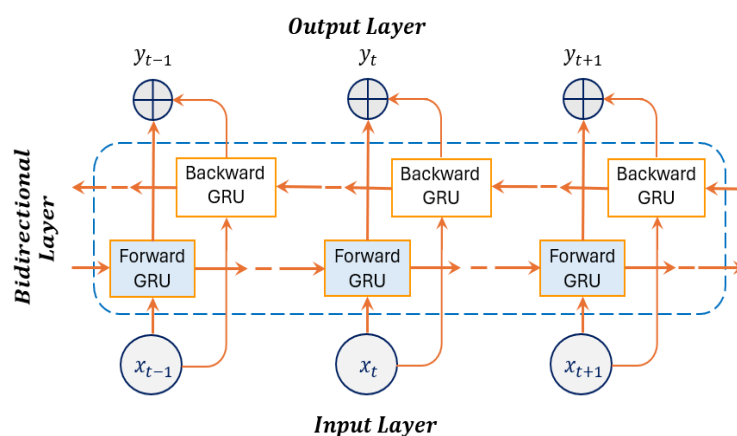 Output Layer
y_{t-1} y_t y_{t+1}
Bidirectional
Layer
Backward
GRU
Backward
GRU
Backward
GRU
Forward
GRU
Forward
GRU
Forward
GRU
x_{t-1} x_t x_{t+1}
Input Layer